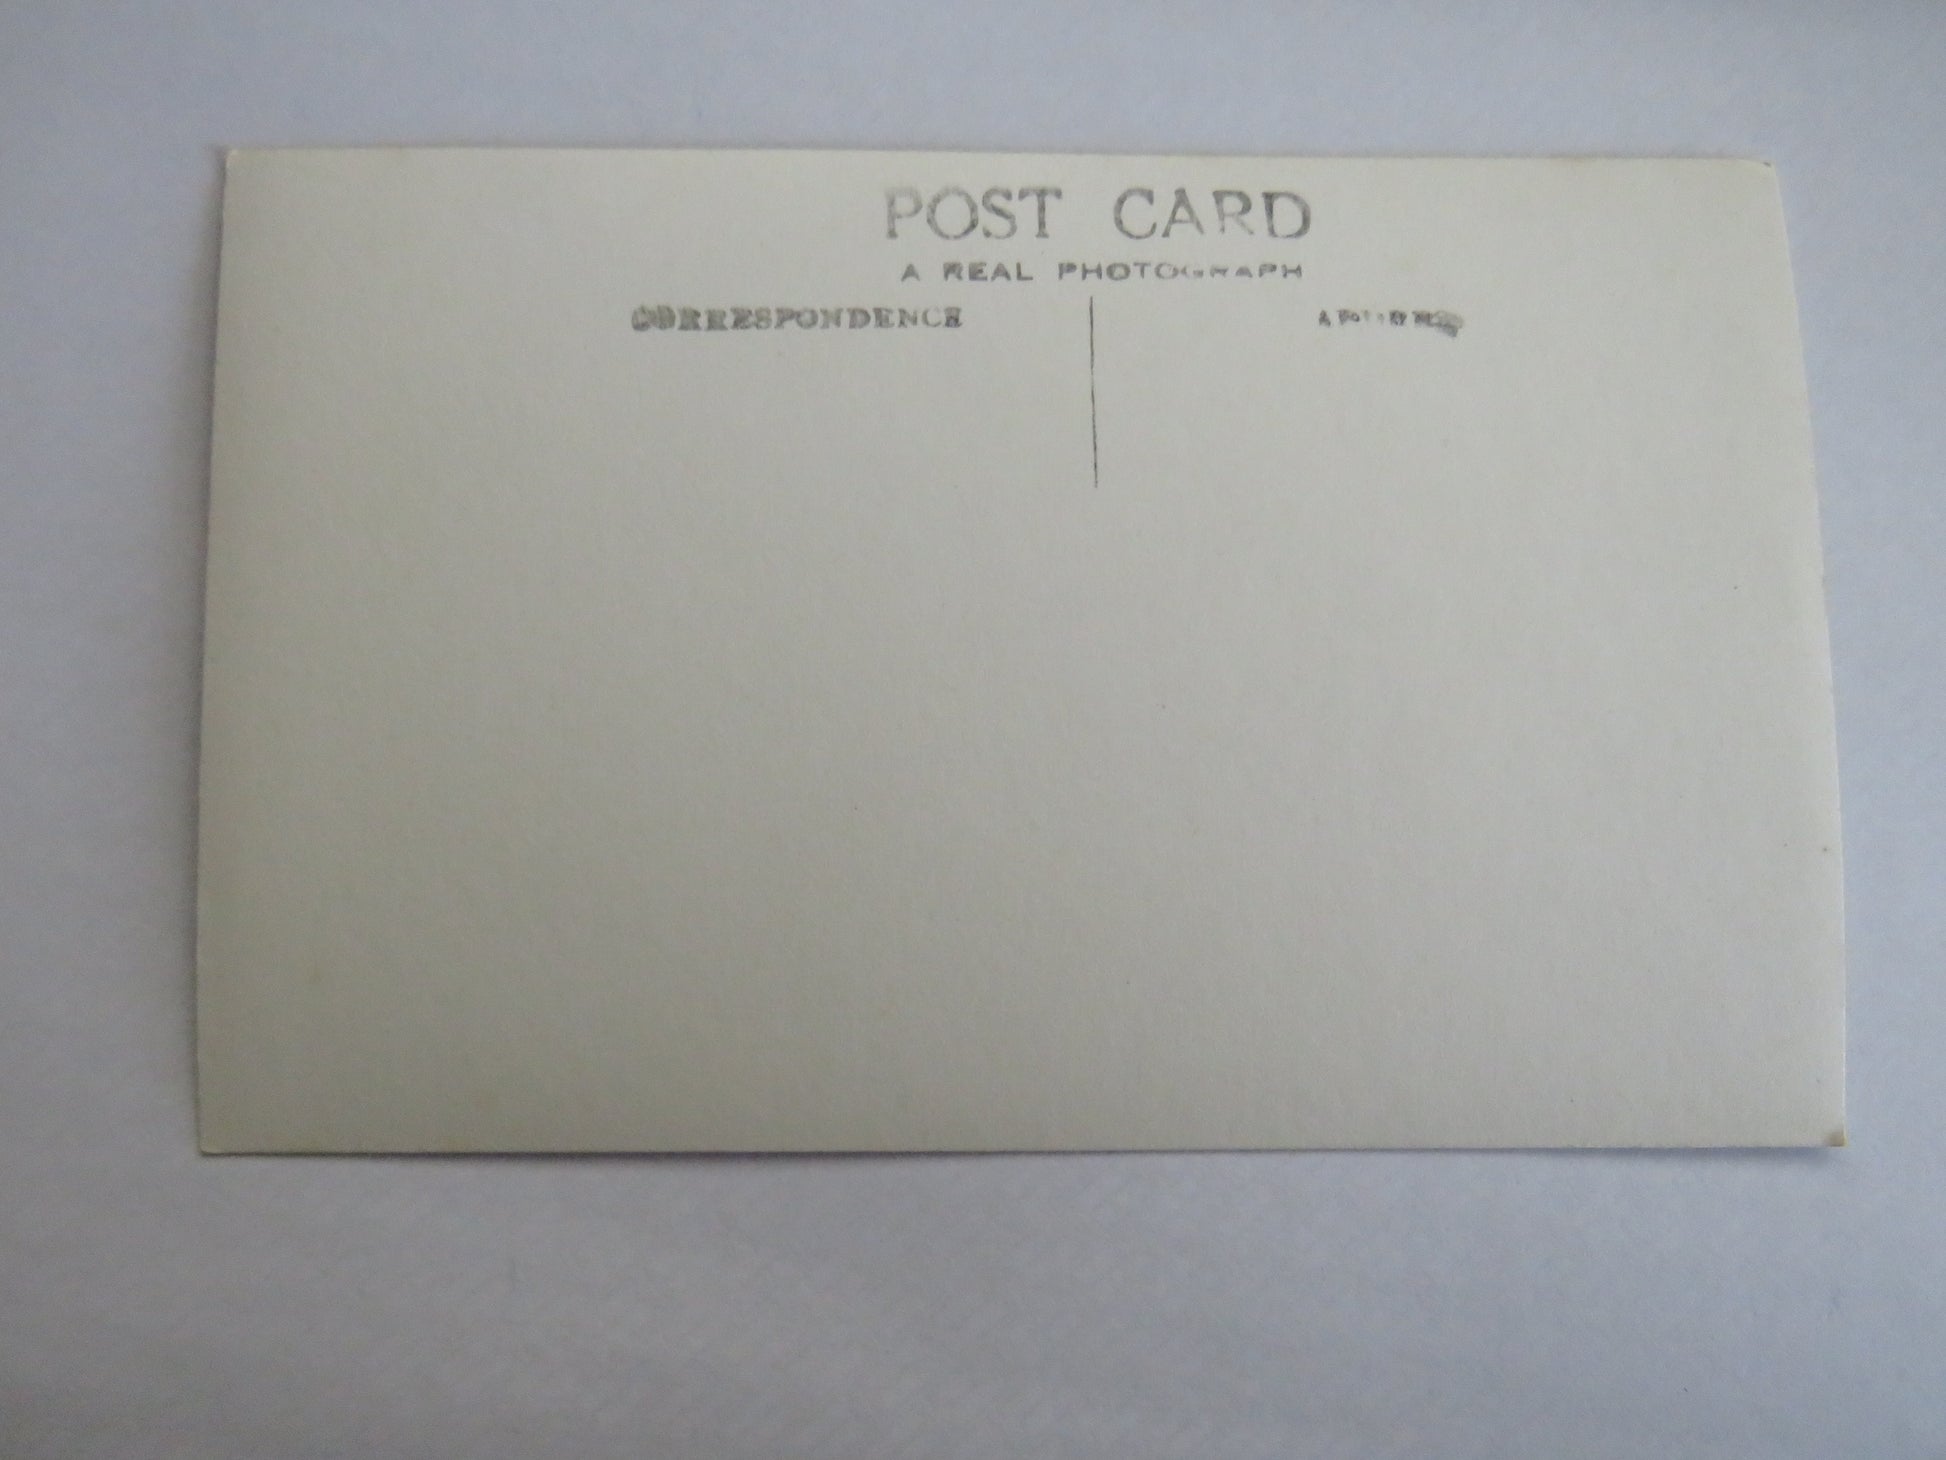 POST CARD
A REAL PHOTOGRAPH
CORRESPONDENCE